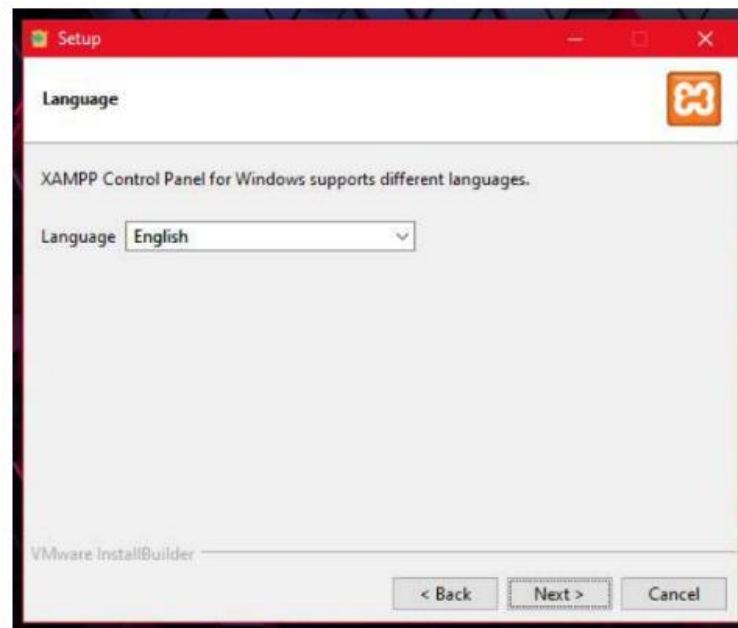 Setup
Language
XAMPP Control Panel for Windows supports different languages.
Language English
VMware InstallBuilder
< Back Next > Cancel